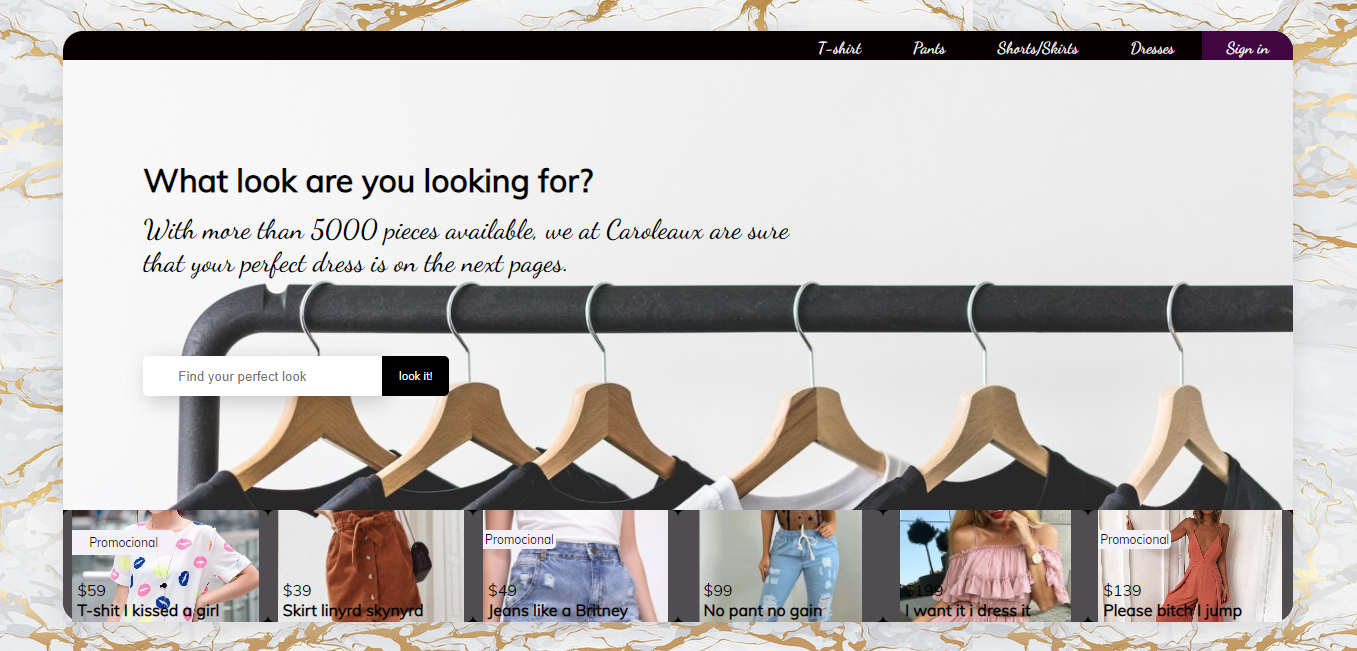 T-shirt Pants Shorts/Skirts Dresses Sign in
What look are you looking for?
With more than 5000 pieces available, we at Caroleaux are sure
that your perfect dress is on the next pages.
Find your perfect look look it!
Promocional
$59
T-shit I kissed a girl
$39
Skirt linyrd skynyrd
Promocional
$49
Jeans like a Britney
$99
No pant no gain
$199
I want it i dress it
Promocional
$139
Please bitch I jump